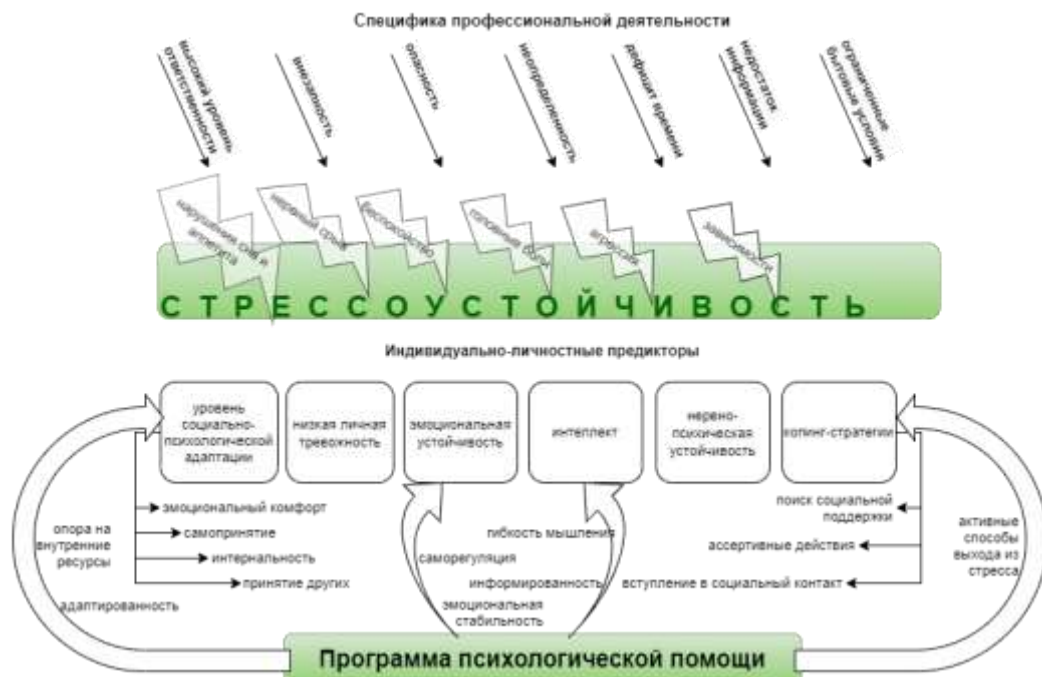 Специфика профессиональной деятельности
высокий уровень
ответственности
внезапность
опасность
неопределенность
дефицит времени
недостаток
информации
ограниченные
бытовые условия
нарушения сна и
аппетита
нервный срыв
беспокойство
головные боли
агрессия
зависимости
СТРЕССОУСТОЙЧИВОСТЬ
Индивидуально-личностные предикторы
уровень
социально-
психологической
адаптации
низкая личная
тревожность
эмоциональная
устойчивость
интеллект
нервно-
психическая
устойчивость
копинг-стратегии
эмоциональный комфорт
самопринятие
интернальность
принятие других
опора на
внутренние
ресурсы
адаптированность
саморегуляция
эмоциональная
стабильность
гибкость мышления
информированность
поиск социальной
поддержки
ассертивные действия
вступление в социальный контакт
активные
способы
выхода из
стресса
Программа психологической помощи